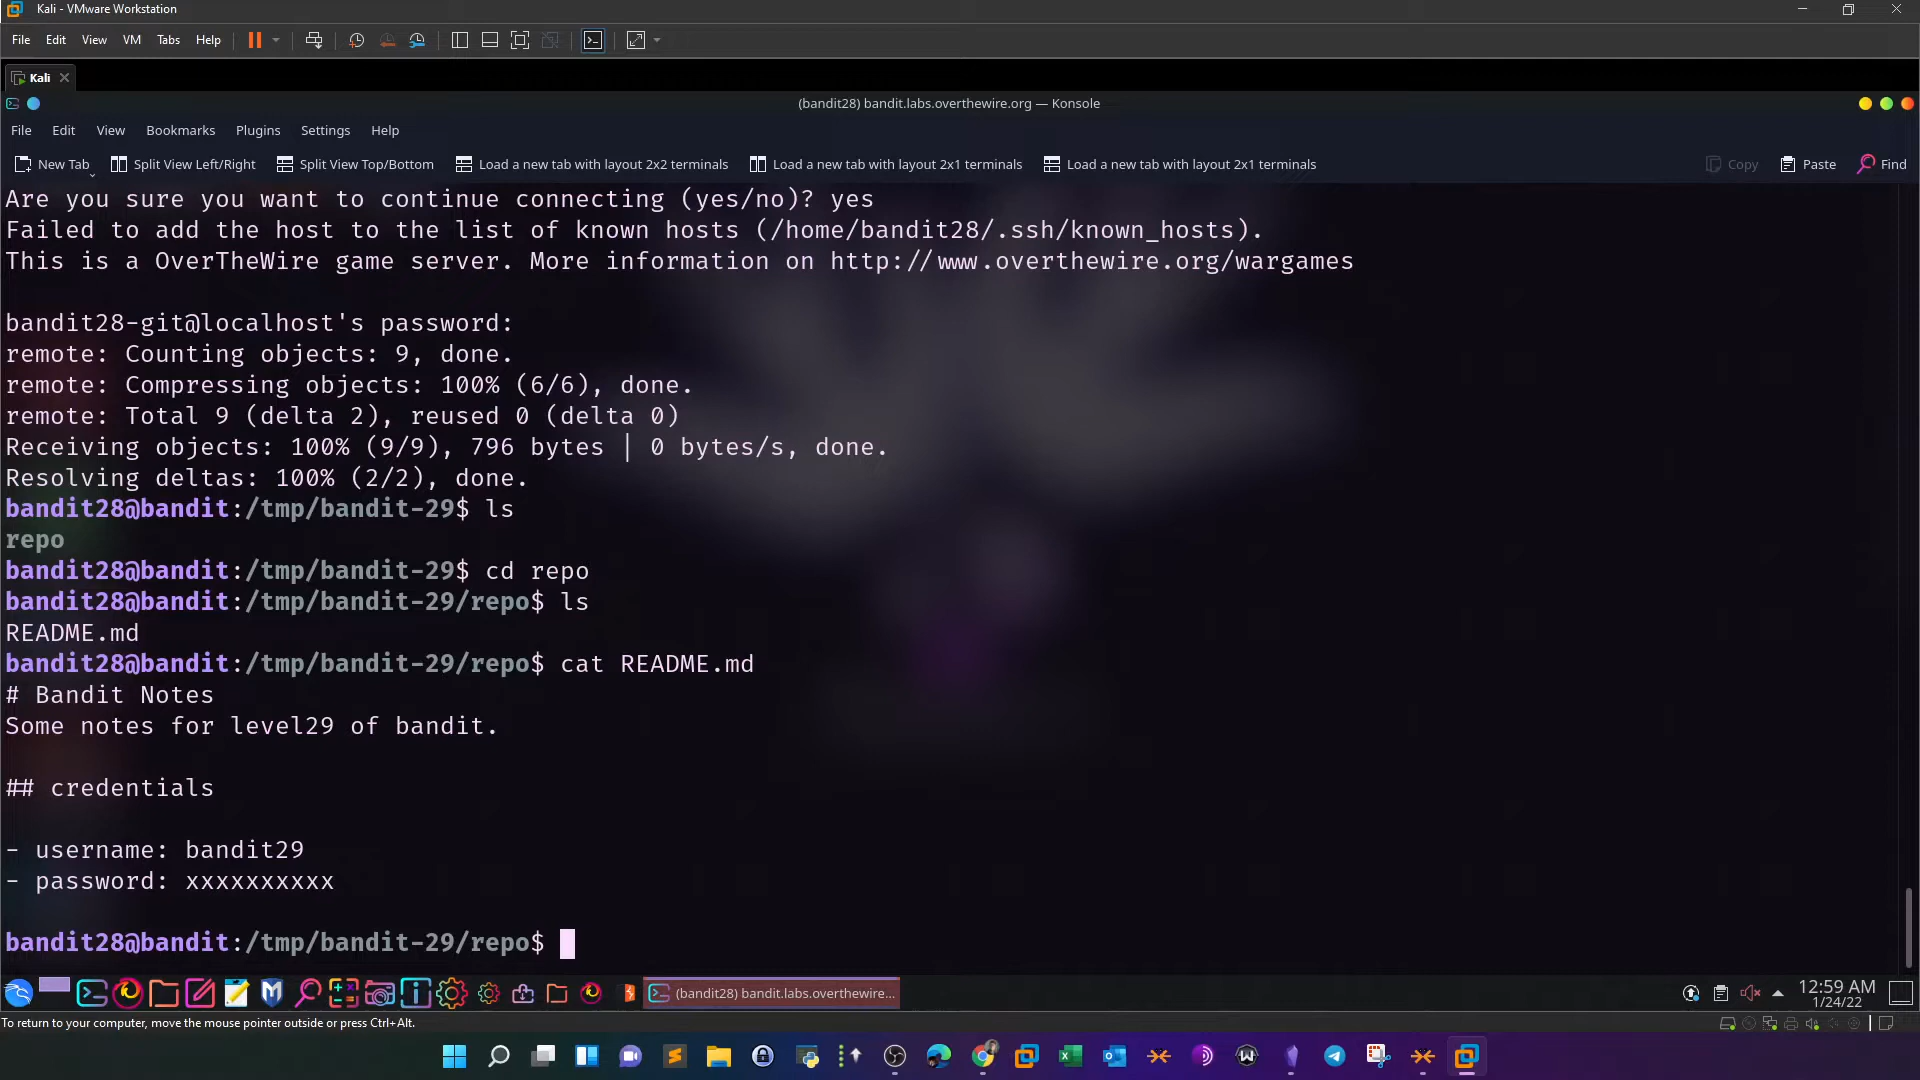 Kali - VMware Workstation
File Edit View VM Tabs Help
Kali
(bandit28) bandit.labs.overthewire.org — Konsole
File Edit View Bookmarks Plugins Settings Help
New Tab Split View Left/Right Split View Top/Bottom Load a new tab with layout 2x2 terminals Load a new tab with layout 2x1 terminals Load a new tab with layout 2x1 terminals Copy Paste Find
Are you sure you want to continue connecting (yes/no)? yes
Failed to add the host to the list of known hosts (/home/bandit28/.ssh/known_hosts).
This is a OverTheWire game server. More information on http://www.overthewire.org/wargames
bandit28-git@localhost's password:
remote: Counting objects: 9, done.
remote: Compressing objects: 100% (6/6), done.
remote: Total 9 (delta 2), reused 0 (delta 0)
Receiving objects: 100% (9/9), 796 bytes | 0 bytes/s, done.
Resolving deltas: 100% (2/2), done.
bandit28@bandit:/tmp/bandit-29$ ls
repo
bandit28@bandit:/tmp/bandit-29$ cd repo
bandit28@bandit:/tmp/bandit-29/repo$ ls
README.md
bandit28@bandit:/tmp/bandit-29/repo$ cat README.md
# Bandit Notes
Some notes for level29 of bandit.
## credentials
- username: bandit29
- password: xxxxxxxxxx
bandit28@bandit:/tmp/bandit-29/repo$
(bandit28) bandit.labs.overthewire...
12:59 AM
1/24/22
To return to your computer, move the mouse pointer outside or press Ctrl+Alt.